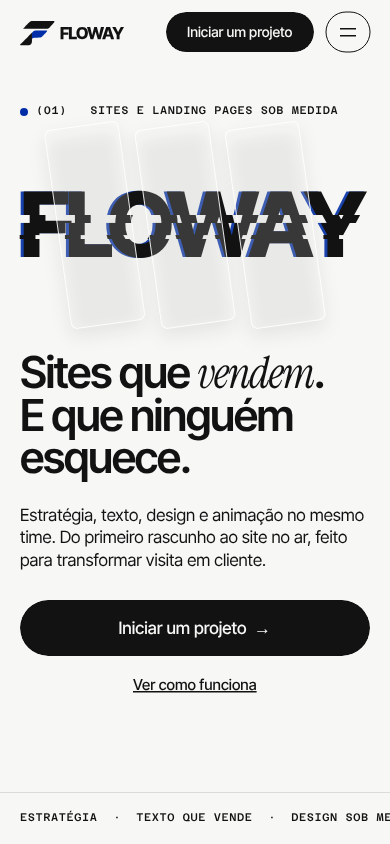 FLOWAY
Iniciar um projeto
(01) SITES E LANDING PAGES SOB MEDIDA
FLOWAY
Sites que vendem.
E que ninguém
esquece.
Estratégia, texto, design e animação no mesmo
time. Do primeiro rascunho ao site no ar, feito
para transformar visita em cliente.
Iniciar um projeto →
Ver como funciona
ESTRATÉGIA · TEXTO QUE VENDE · DESIGN SOB ME